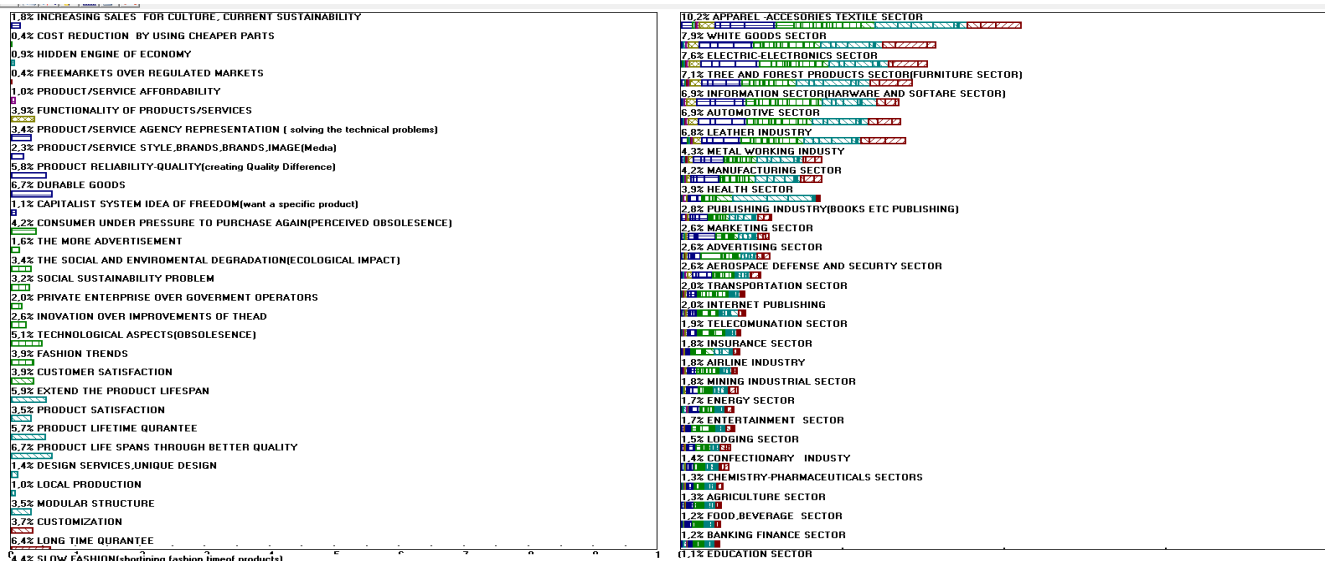 1,8% INCREASING SALES FOR CULTURE, CURRENT SUSTAINABILITY
0,4% COST REDUCTION BY USING CHEAPER PARTS
0,9% HIDDEN ENGINE OF ECONOMY
0,4% FREEMARKETS OVER REGULATED MARKETS
1,0% PRODUCT/SERVICE AFFORDABILITY
3,9% FUNCTIONALITY OF PRODUCTS/SERVICES
3,4% PRODUCT/SERVICE AGENCY REPRESENTATION ( solving the technical problems)
2,3% PRODUCT/SERVICE STYLE,BRANDS,BRANDS,IMAGE(Media)
5,8% PRODUCT RELIABILITY-QUALITY(creating Quality Difference)
6,7% DURABLE GOODS
1,1% CAPITALIST SYSTEM IDEA OF FREEDOM(want a specific product)
4,2% CONSUMER UNDER PRESSURE TO PURCHASE AGAIN(PERCEIVED OBSOLESENCE)
1,6% THE MORE ADVERTISEMENT
3,4% THE SOCIAL AND ENVIROMENTAL DEGRADATION(ECOLOGICAL IMPACT)
3,2% SOCIAL SUSTAINABILITY PROBLEM
2,0% PRIVATE ENTERPRISE OVER GOVERMENT OPERATORS
2,6% INOVATION OVER IMPROVEMENTS OF THEAD
5,1% TECHNOLOGICAL ASPECTS(OBSOLESENCE)
3,9% FASHION TRENDS
3,9% CUSTOMER SATISFACTION
5,9% EXTEND THE PRODUCT LIFESPAN
3,5% PRODUCT SATISFACTION
5,7% PRODUCT LIFETIME QURANTEE
6,7% PRODUCT LIFE SPANS THROUGH BETTER QUALITY
1,4% DESIGN SERVICES,UNIQUE DESIGN
1,0% LOCAL PRODUCTION
3,5% MODULAR STRUCTURE
3,7% CUSTOMIZATION
6,4% LONG TIME QURANTEE
4,4% SLOW FASHION(shortining fashion timeof products)
10,2% APPAREL -ACCESORIES TEXTILE SECTOR
7,9% WHITE GOODS SECTOR
7,6% ELECTRIC-ELECTRONICS SECTOR
7,1% TREE AND FOREST PRODUCTS SECTOR(FURNITURE SECTOR)
6,9% INFORMATION SECTOR(HARWARE AND SOFTARE SECTOR)
6,9% AUTOMOTIVE SECTOR
6,8% LEATHER INDUSTRY
4,3% METAL WORKING INDUSTY
4,2% MANUFACTURING SECTOR
3,9% HEALTH SECTOR
2,8% PUBLISHING INDUSTRY(BOOKS ETC PUBLISHING)
2,6% MARKETING SECTOR
2,6% ADVERTISING SECTOR
2,6% AEROSPACE DEFENSE AND SECURTY SECTOR
2,0% TRANSPORTATION SECTOR
2,0% INTERNET PUBLISHING
1,9% TELECOMUNATION SECTOR
1,8% INSURANCE SECTOR
1,8% AIRLINE INDUSTRY
1,8% MINING INDUSTRIAL SECTOR
1,7% ENERGY SECTOR
1,7% ENTERTAINMENT SECTOR
1,5% LODGING SECTOR
1,4% CONFECTIONARY INDUSTY
1,3% CHEMISTRY-PHARMACEUTICALS SECTORS
1,3% AGRICULTURE SECTOR
1,2% FOOD,BEVERAGE SECTOR
1,2% BANKING FINANCE SECTOR
1,1% EDUCATION SECTOR